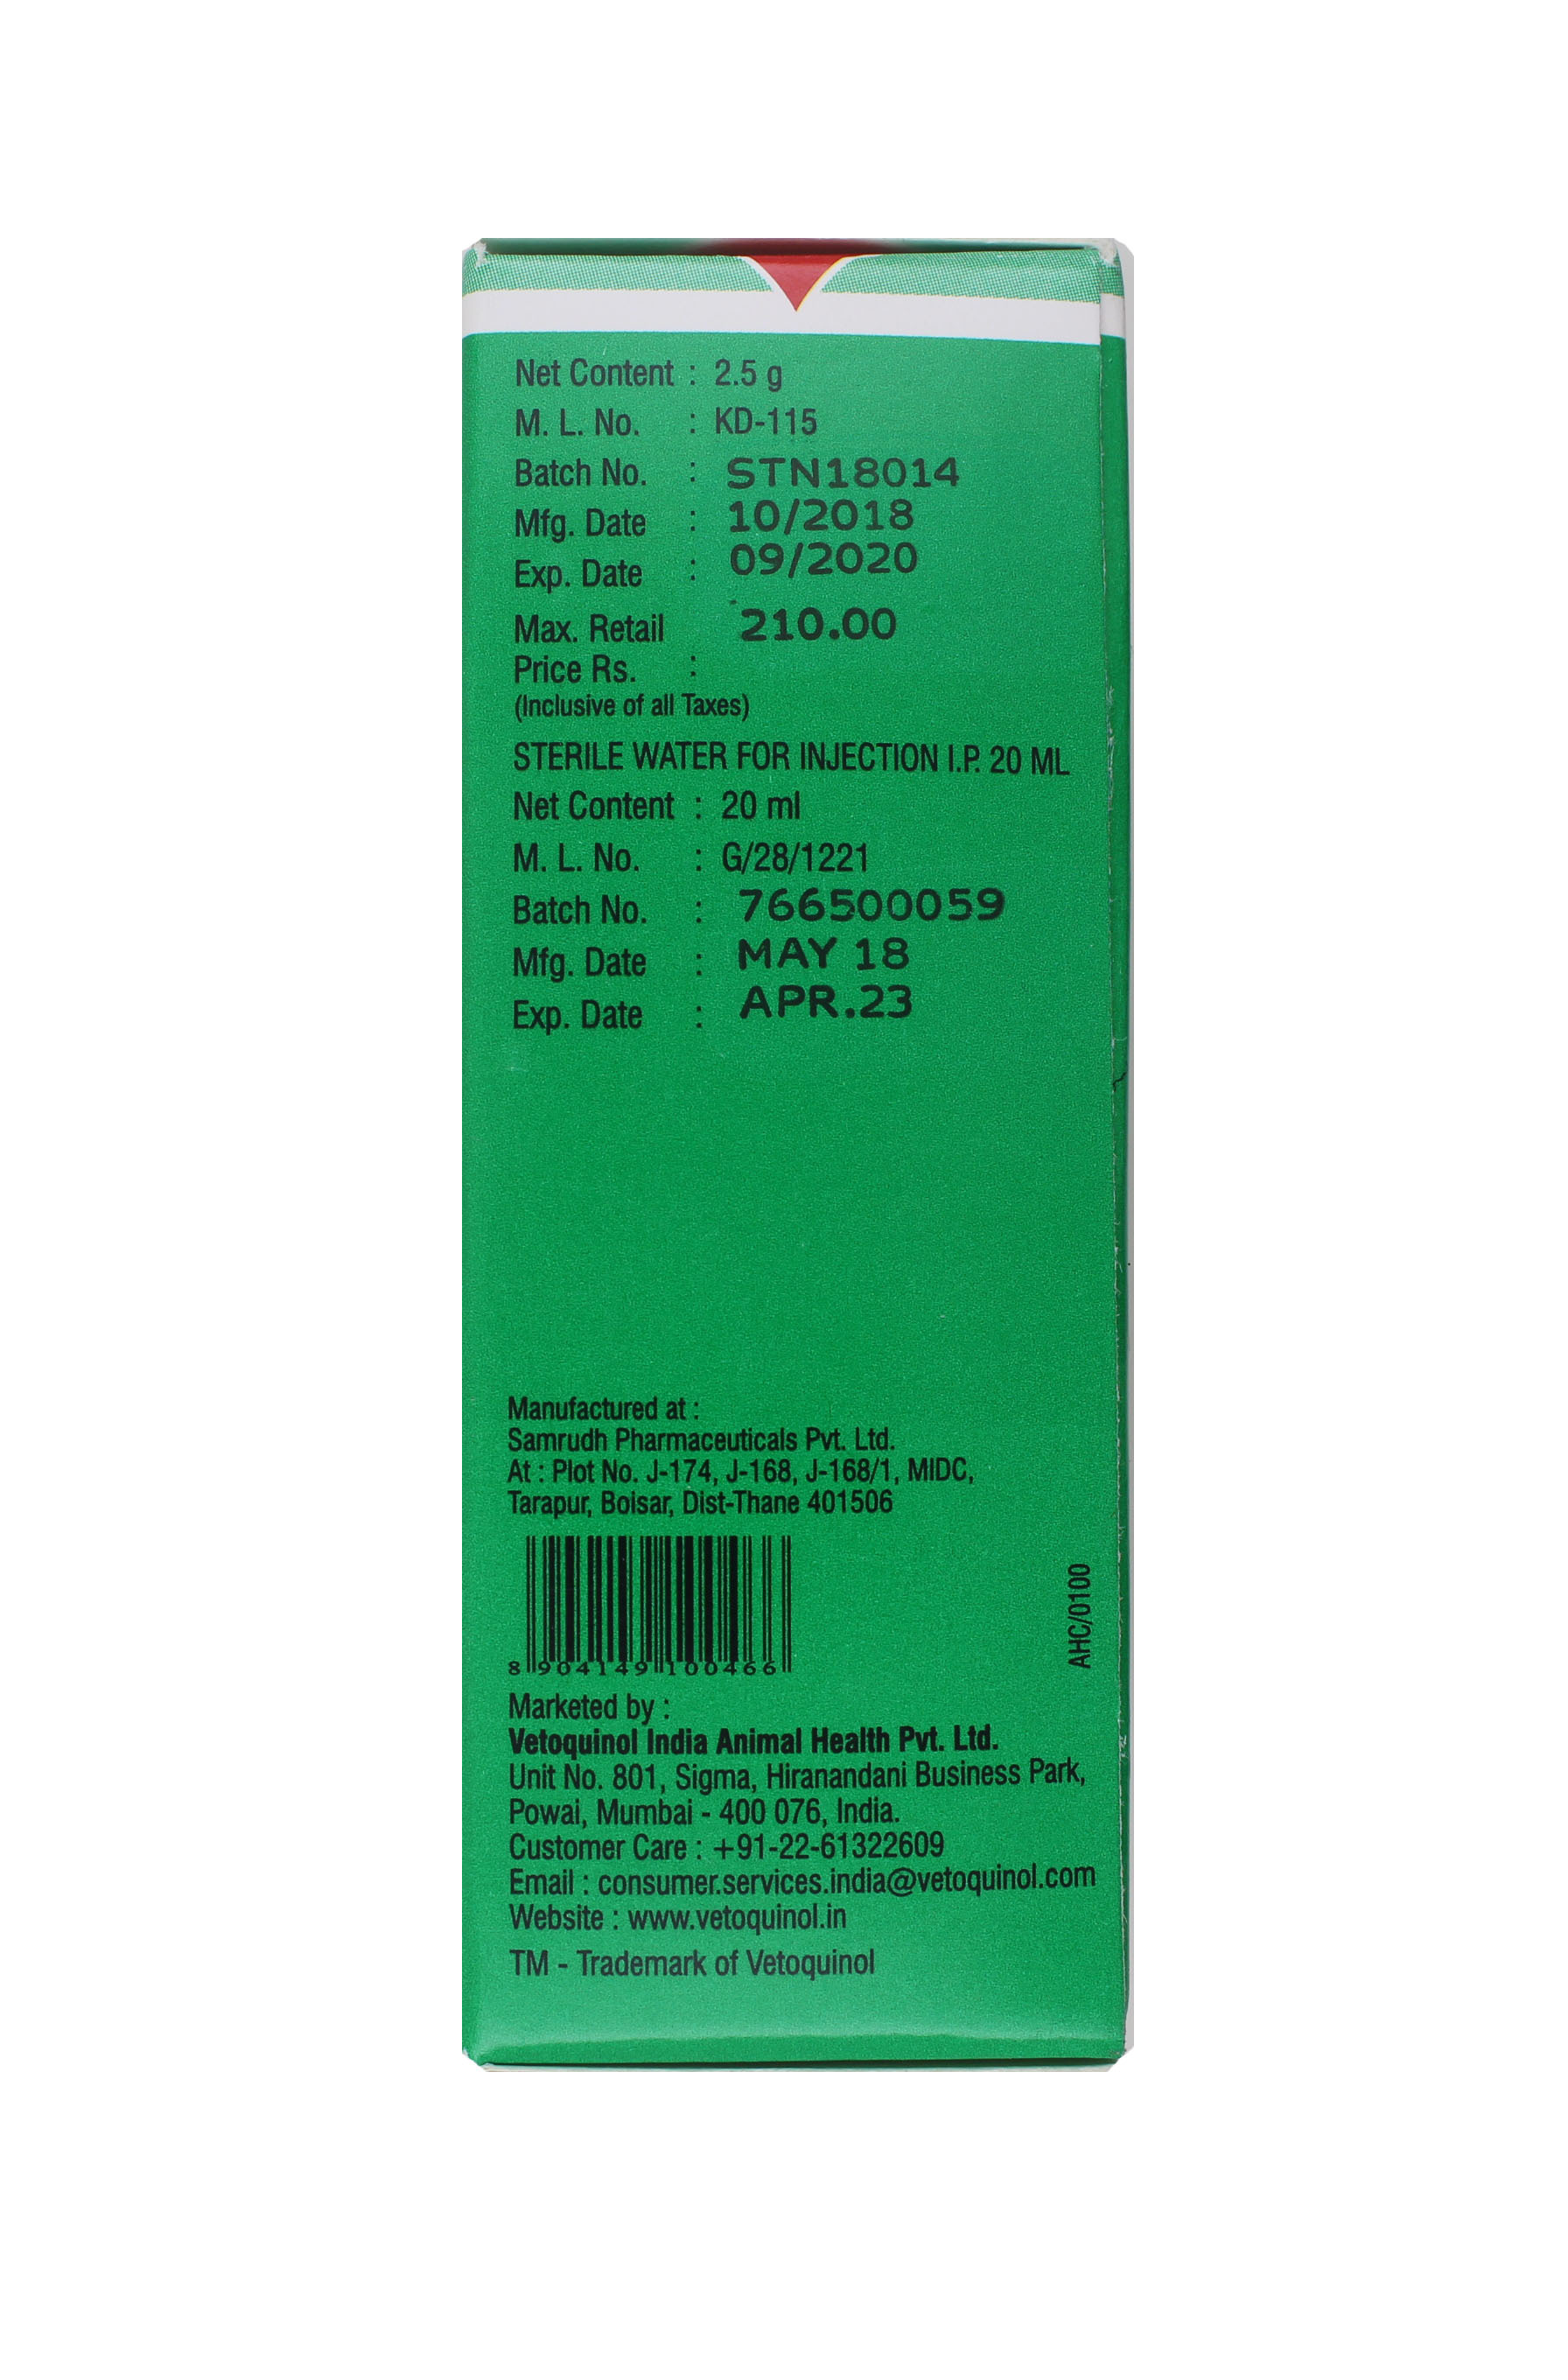 Net Content : 2.5 g
M. L. No. : KD-115
Batch No. : STN18014
Mfg. Date : 10/2018
Exp. Date : 09/2020
Max. Retail 210.00
Price Rs. :
(Inclusive of all Taxes)
STERILE WATER FOR INJECTION I.P. 20 ML
Net Content : 20 ml
M. L. No. : G/28/1221
Batch No. : 766500059
Mfg. Date : MAY 18
Exp. Date : APR.23
Manufactured at :
Samrudh Pharmaceuticals Pvt. Ltd.
At : Plot No. J-174, J-168, J-168/1, MIDC,
Tarapur, Boisar, Dist-Thane 401506
8 904149 100466
AHC/0100
Marketed by :
Vetoquinol India Animal Health Pvt. Ltd.
Unit No. 801, Sigma, Hiranandani Business Park,
Powai, Mumbai - 400 076, India.
Customer Care : +91-22-61322609
Email : consumer.services.india@vetoquinol.com
Website : www.vetoquinol.in
TM - Trademark of Vetoquinol